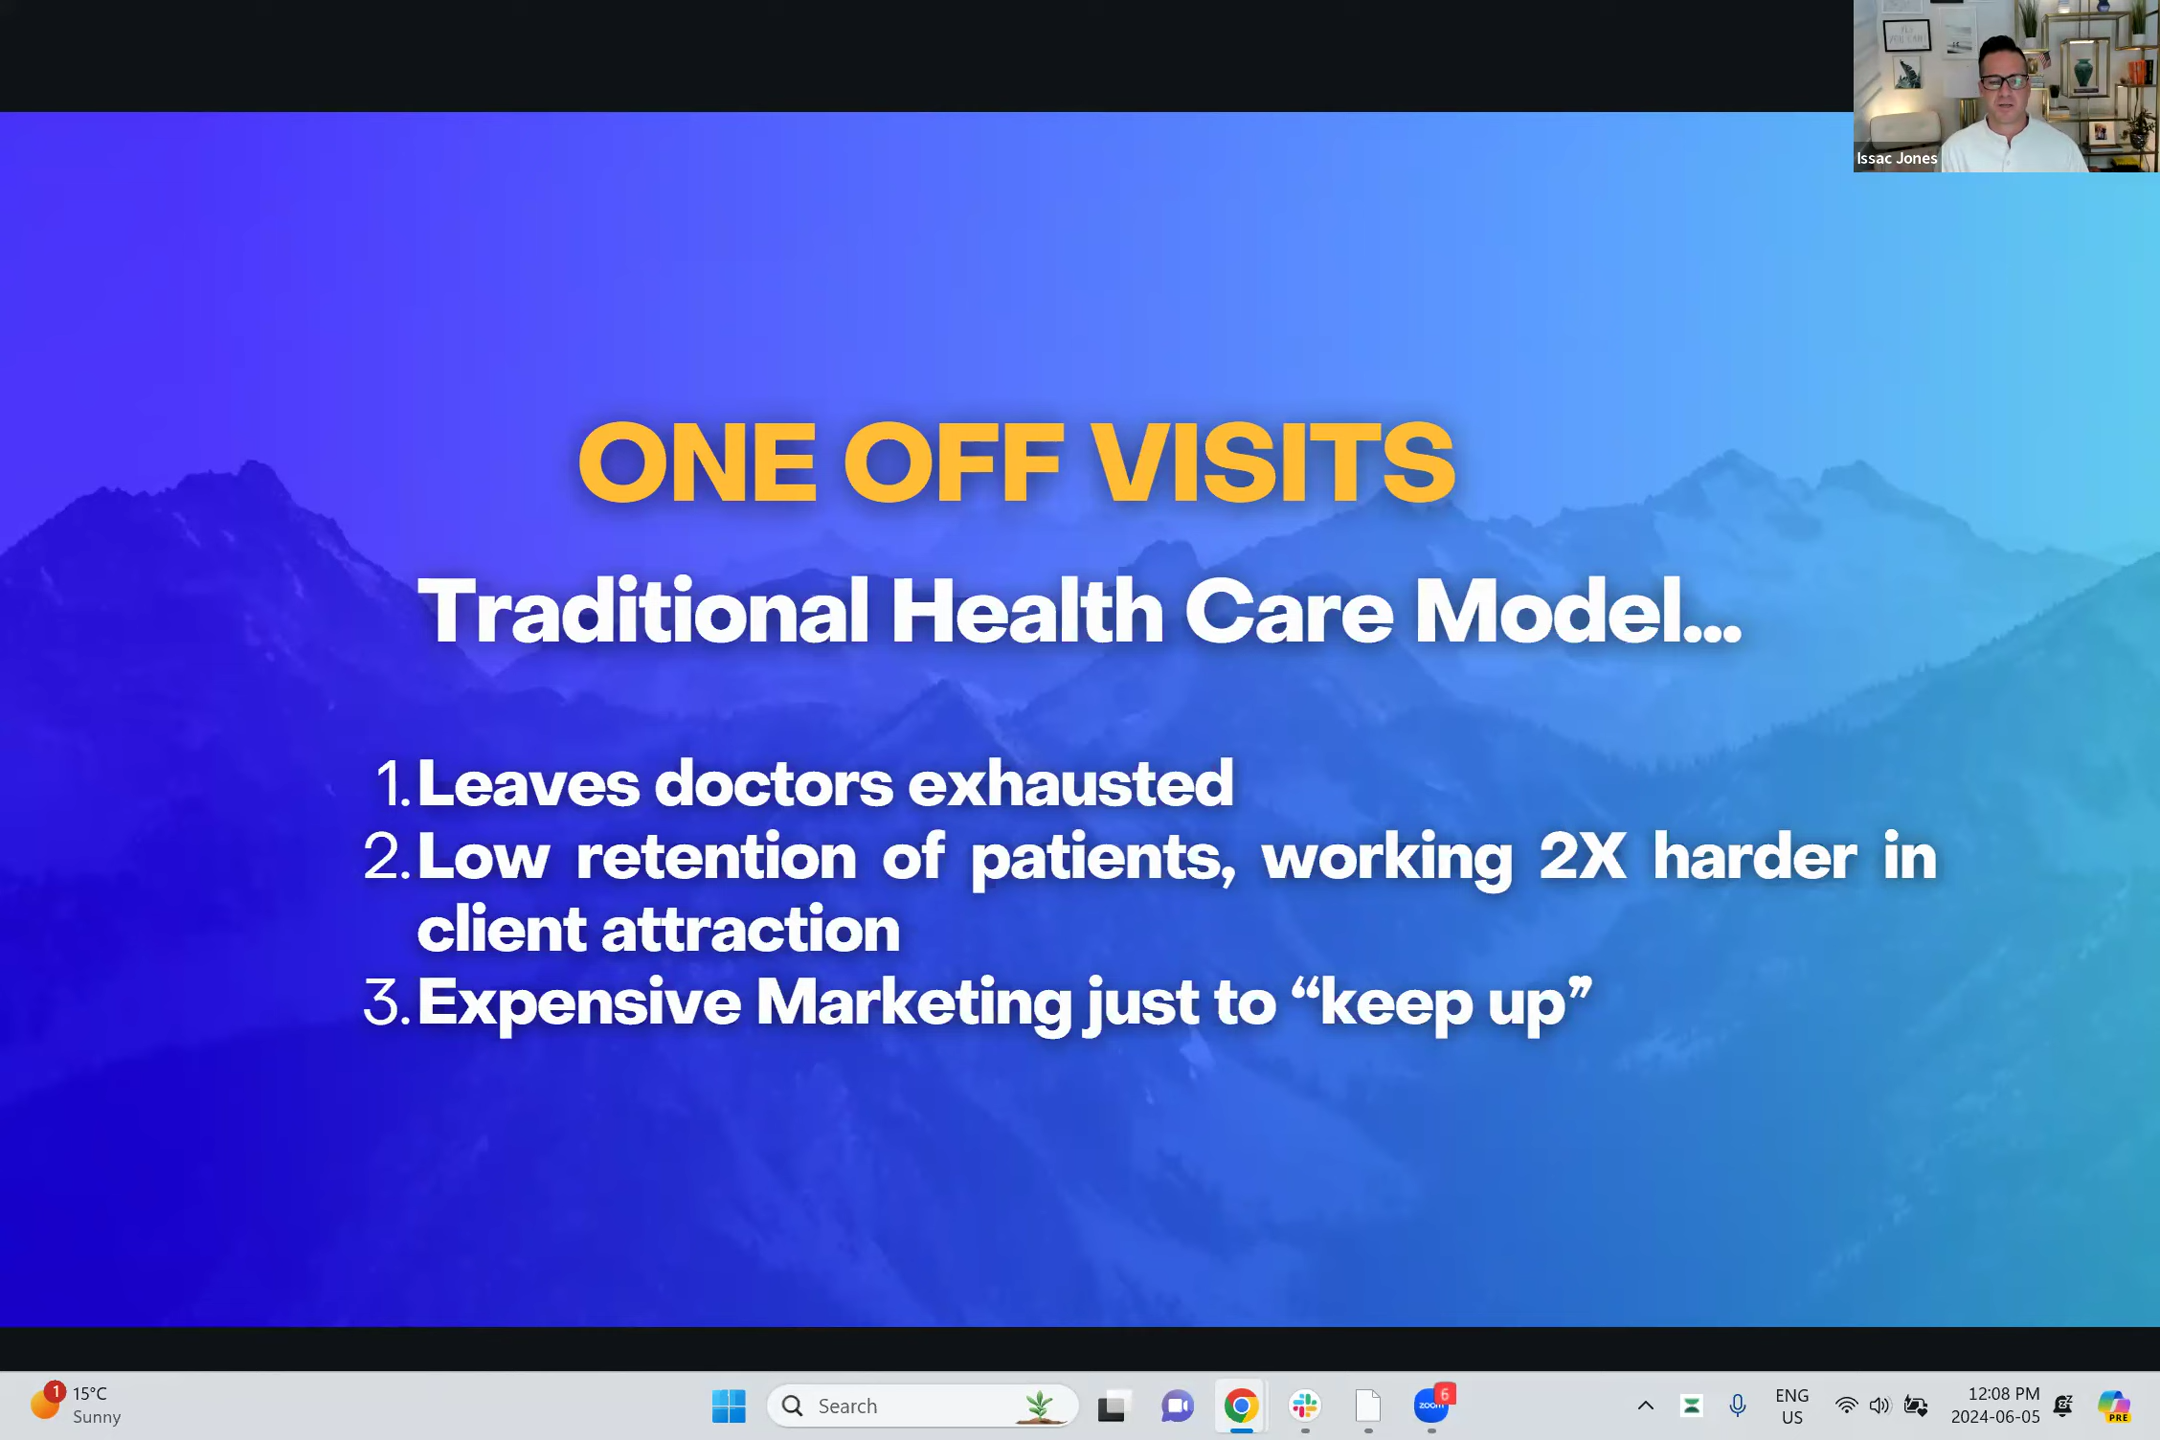 Issac Jones
ONE OFF VISITS
Traditional Health Care Model...
1. Leaves doctors exhausted
2. Low retention of patients, working 2X harder in
client attraction
3. Expensive Marketing just to “keep up”
1
15°C
Sunny
Search
zoom
6
ENG
US
12:08 PM
2024-06-05
PRE